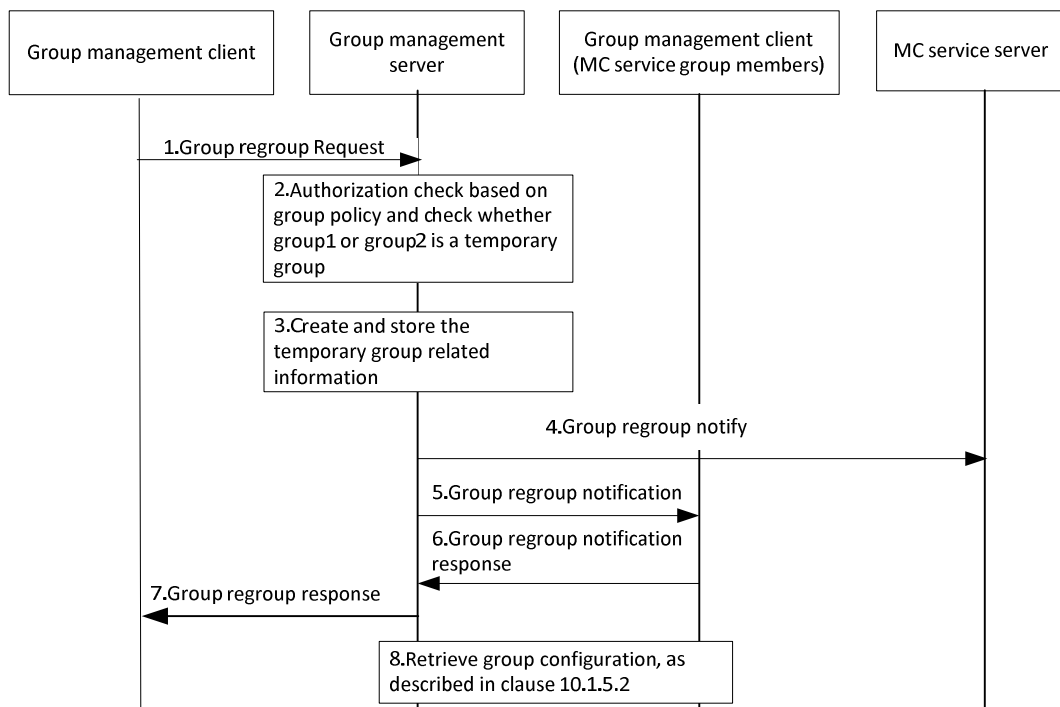 Group management client
Group management
server
Group management client
(MC service group members)
MC service server
1.Group regroup Request
2.Authorization check based on
group policy and check whether
group1 or group2 is a temporary
group
3.Create and store the
temporary group related
information
4.Group regroup notify
5.Group regroup notification
6.Group regroup notification
response
7.Group regroup response
8.Retrieve group configuration, as
described in clause 10.1.5.2